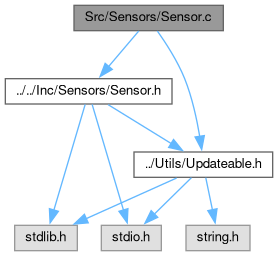 Src/Sensors/Sensor.c
../../Inc/Sensors/Sensor.h
../Utils/Updateable.h
stdlib.h
stdio.h
string.h